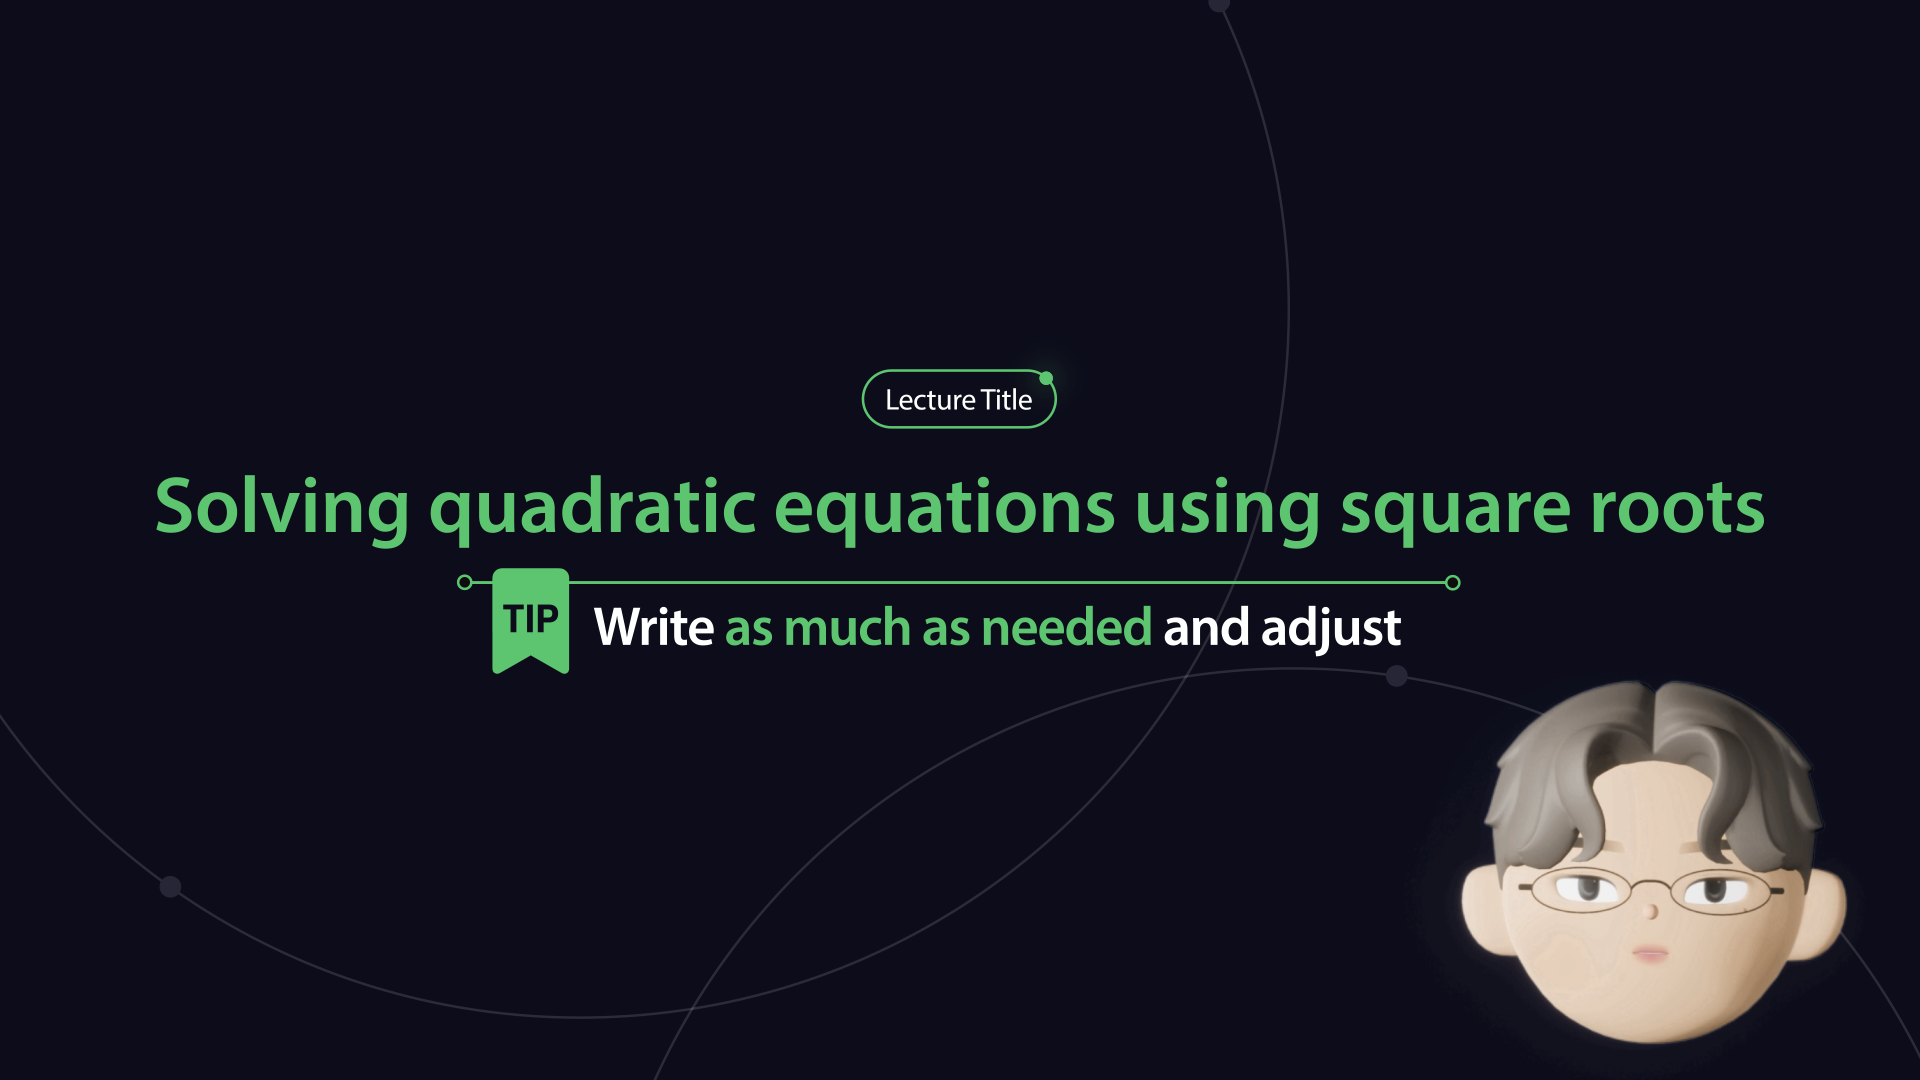 Lecture Title
Solving quadratic equations using square roots
TIP
Write as much as needed and adjust